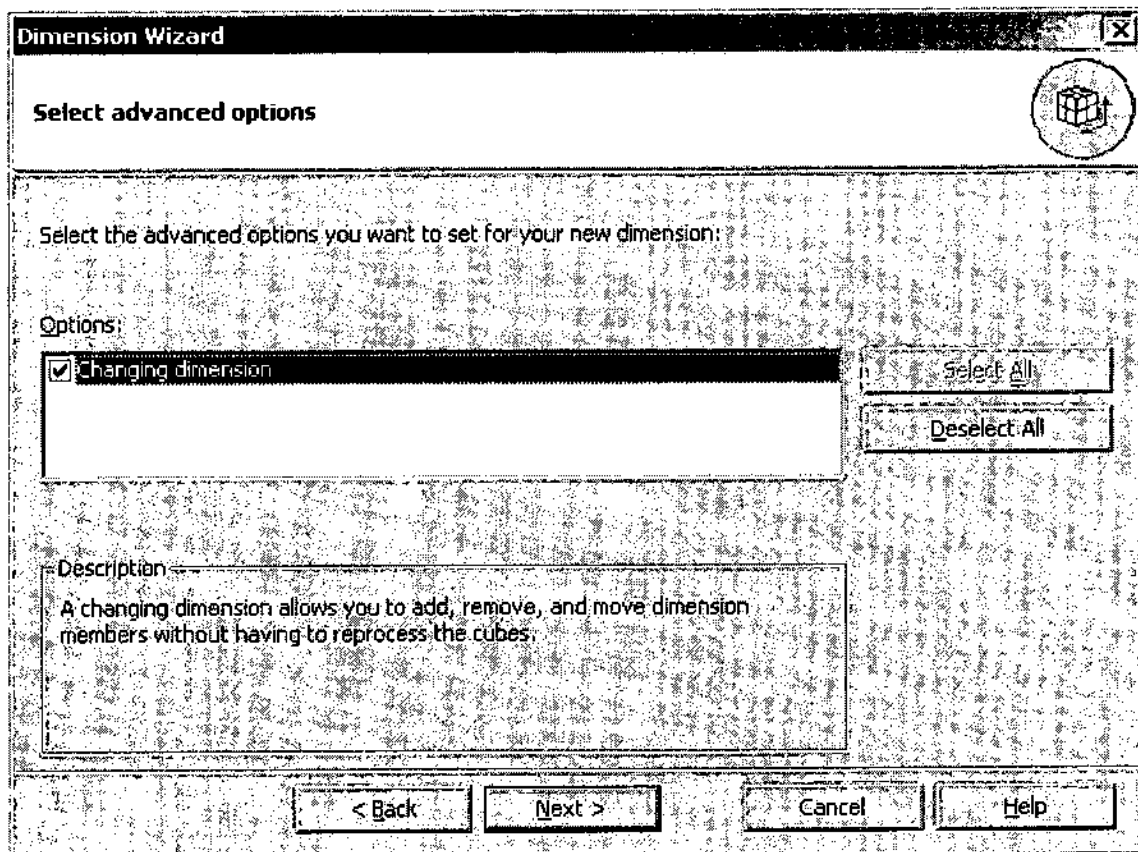 Dimension Wizard
Select advanced options
Select the advanced options you want to set for your new dimension:
Options:
Changing dimension
Select All
Deselect All
Description
A changing dimension allows you to add, remove, and move dimension
members without having to reprocess the cubes.
< Back
Next >
Cancel
Help